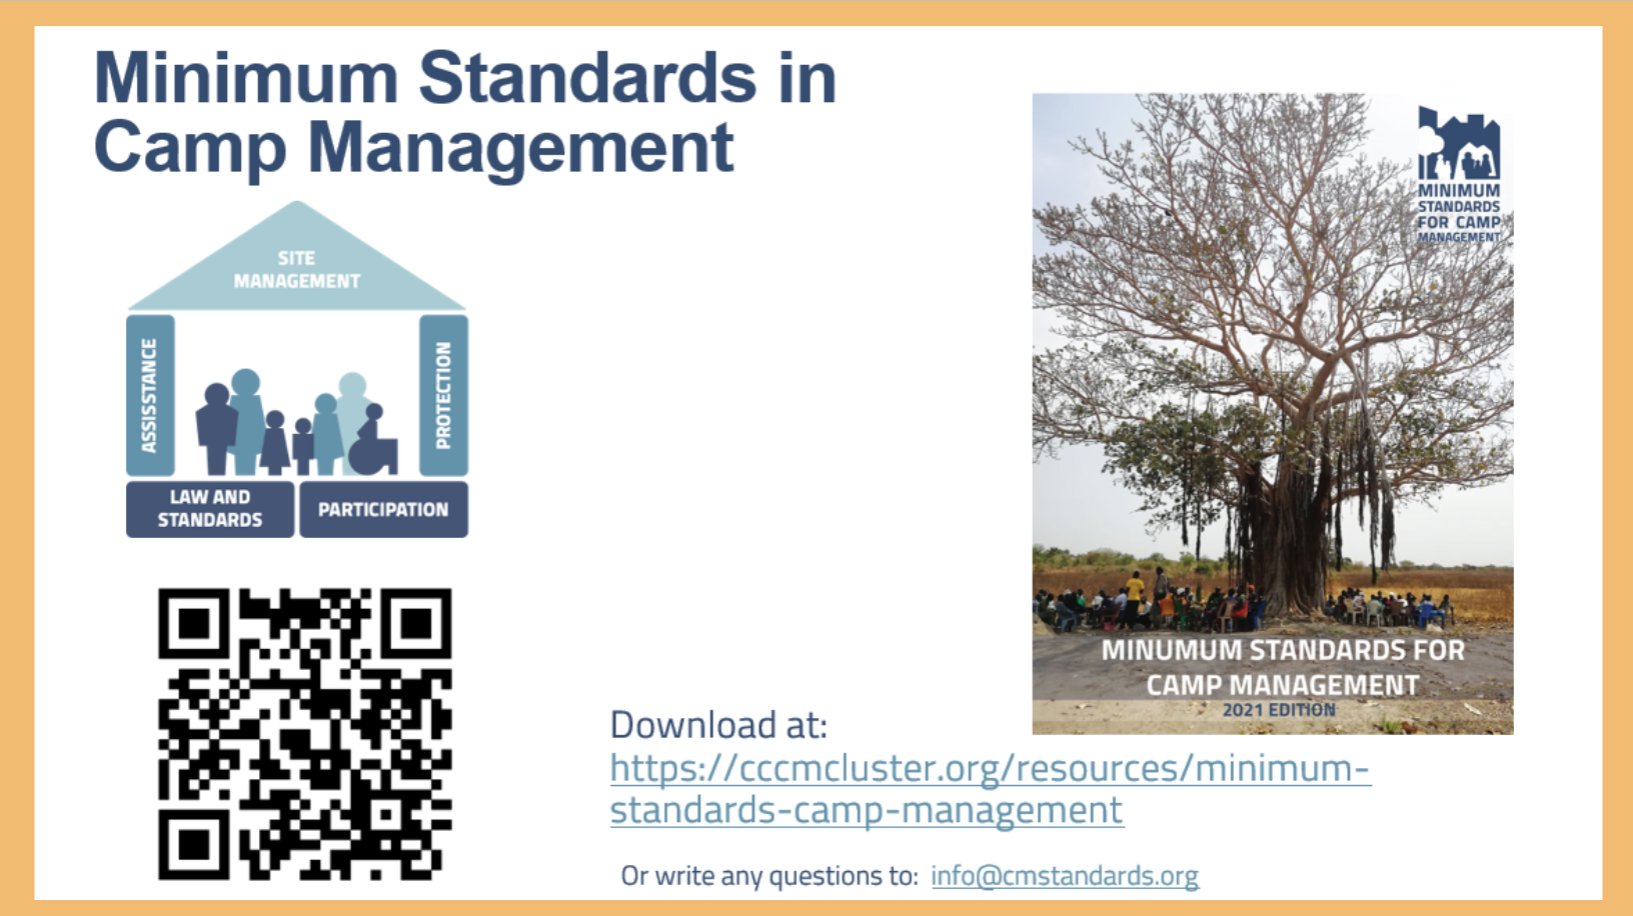 Minimum Standards in
Camp Management
SITE
MANAGEMENT
ASSISSTANCE
PROTECTION
LAW AND
STANDARDS
PARTICIPATION
MINIMUM
STANDARDS
FOR CAMP
MANAGEMENT
MINUMUM STANDARDS FOR
CAMP MANAGEMENT
2021 EDITION
Download at:
https://cccmcluster.org/resources/minimum-
standards-camp-management
Or write any questions to: info@cmstandards.org